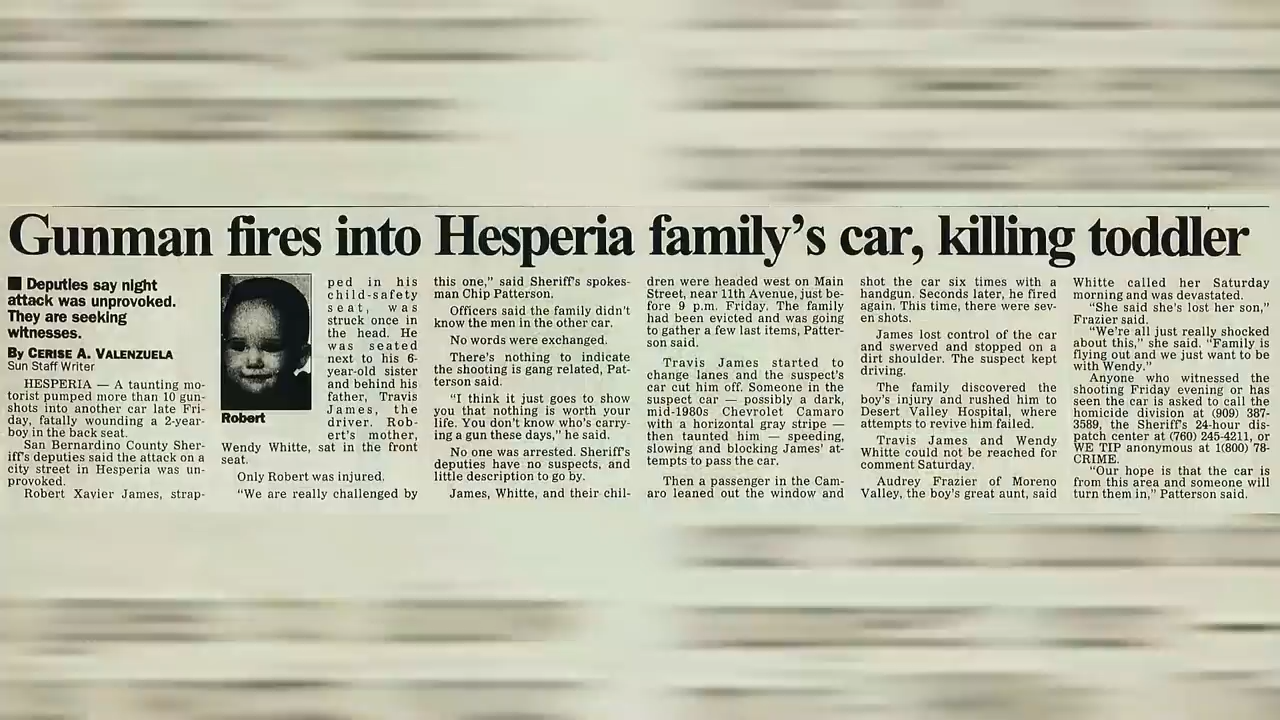 Gunman fires into Hesperia family's car, killing toddler
■ Deputies say night
attack was unprovoked.
They are seeking
witnesses.
By CERISE A. VALENZUELA
Sun Staff Writer
HESPERIA — A taunting mo-
torist pumped more than 10 gun-
shots into another car late Fri-
day, fatally wounding a 2-year-
boy in the back seat.
San Bernardino County Sher-
iff's deputies said the attack on a
city street in Hesperia was un-
provoked.
Robert Xavier James, strap-
Robert
ped in his
child-safety
seat, was
struck once in
the head. He
was seated
next to his 6-
year-old sister
and behind his
father, Travis
James, the
driver. Rob-
ert's mother,
Wendy Whitte, sat in the front
seat.
Only Robert was injured.
"We are really challenged by
this one," said Sheriff's spokes-
man Chip Patterson.
Officers said the family didn't
know the men in the other car.
No words were exchanged.
There's nothing to indicate
the shooting is gang related, Pat-
terson said.
"I think it just goes to show
you that nothing is worth your
life. You don't know who's carry-
ing a gun these days," he said.
No one was arrested. Sheriff's
deputies have no suspects, and
little description to go by.
James, Whitte, and their chil-
dren were headed west on Main
Street, near 11th Avenue, just be-
fore 9 p.m. Friday. The family
had been evicted and was going
to gather a few last items, Patter-
son said.
Travis James started to
change lanes and the suspect's
car cut him off. Someone in the
suspect car — possibly a dark,
mid-1980s Chevrolet Camaro
with a horizontal gray stripe —
then taunted him — speeding,
slowing and blocking James' at-
tempts to pass the car.
Then a passenger in the Cam-
aro leaned out the window and
shot the car six times with a
handgun. Seconds later, he fired
again. This time, there were sev-
en shots.
James lost control of the car
and swerved and stopped on a
dirt shoulder. The suspect kept
driving.
The family discovered the
boy's injury and rushed him to
Desert Valley Hospital, where
attempts to revive him failed.
Travis James and Wendy
Whitte could not be reached for
comment Saturday.
Audrey Frazier of Moreno
Valley, the boy's great aunt, said
Whitte called her Saturday
morning and was devastated.
"She said she's lost her son,"
Frazier said.
"We're all just really shocked
about this," she said. "Family is
flying out and we just want to be
with Wendy."
Anyone who witnessed the
shooting Friday evening or has
seen the car is asked to call the
homicide division at (909) 387-
3589, the Sheriff's 24-hour dis-
patch center at (760) 245-4211, or
WE TIP anonymous at 1(800) 78-
CRIME.
"Our hope is that the car is
from this area and someone will
turn them in," Patterson said.